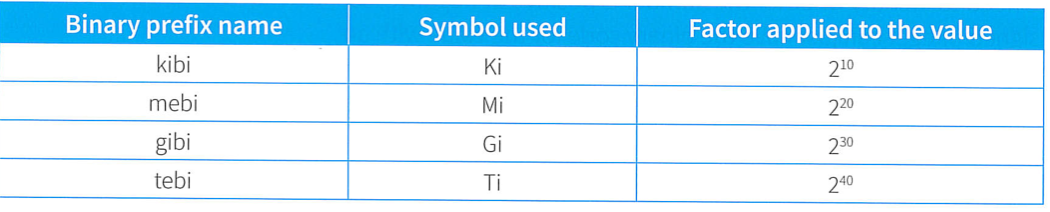 Binary prefix name Symbol used Factor applied to the value
kibi Ki 2¹⁰
mebi Mi 2²⁰
gibi Gi 2³⁰
tebi Ti 2⁴⁰